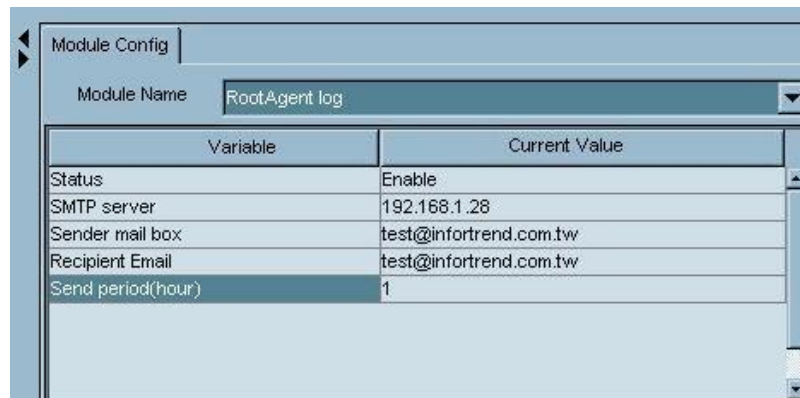 Module Config
Module Name RootAgent log
Variable Current Value
Status Enable
SMTP server 192.168.1.28
Sender mail box test@infortrend.com.tw
Recipient Email test@infortrend.com.tw
Send period(hour) 1